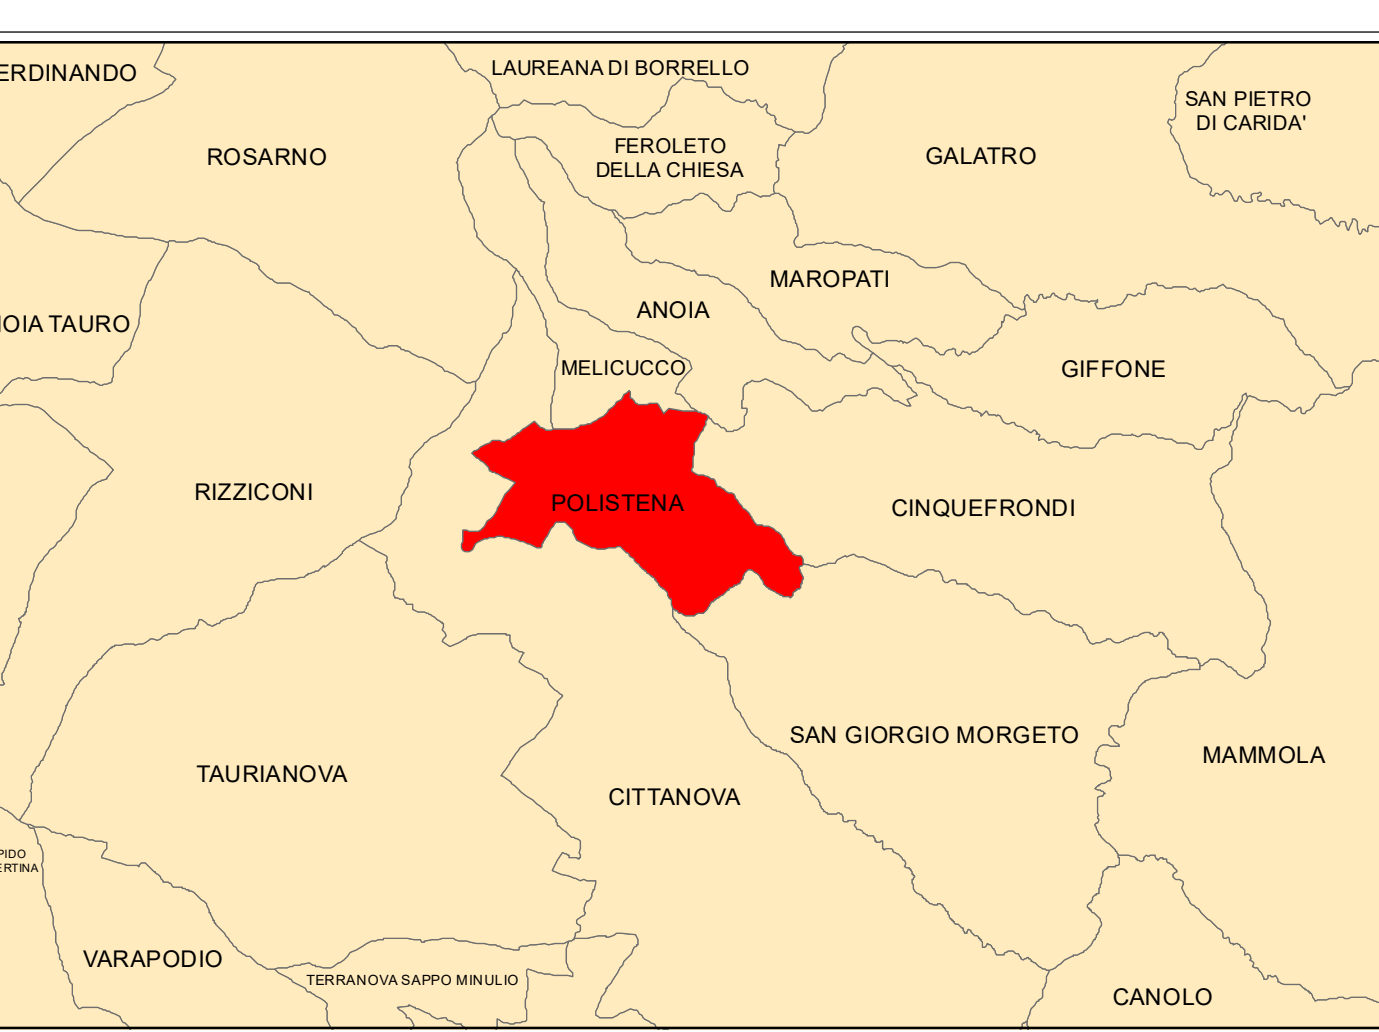 ERDINANDO
LAUREANA DI BORRELLO
SAN PIETRO
DI CARIDA'
ROSARNO
FEROLETO
DELLA CHIESA
GALATRO
MAROPATI
ANOIA
OIA TAURO
MELICUCCO
GIFFONE
RIZZICONI
POLISTENA
CINQUEFRONDI
SAN GIORGIO MORGETO
MAMMOLA
TAURIANOVA
CITTANOVA
PIDO
ERTINA
VARAPODIO
TERRANOVA SAPPO MINULIO
CANOLO